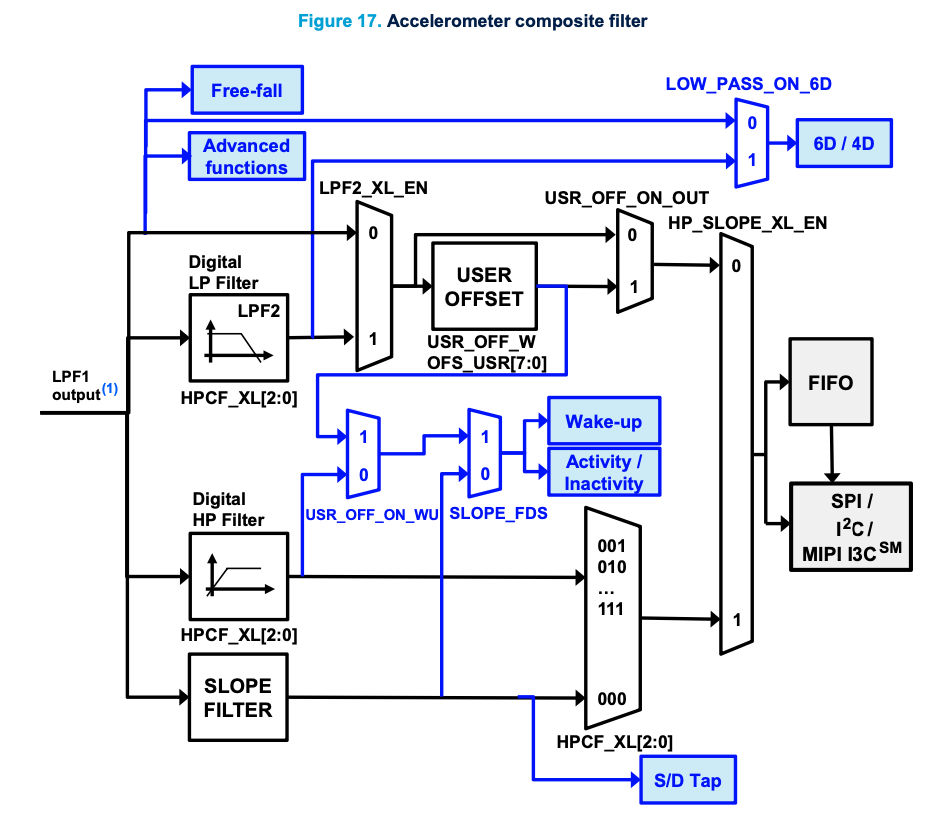 Figure 17. Accelerometer composite filter
Free-fall
LOW_PASS_ON_6D
0
1
6D / 4D
Advanced
functions
LPF2_XL_EN
0
1
USR_OFF_ON_OUT
0
1
HP_SLOPE_XL_EN
0
1
Digital
LP Filter
LPF2
HPCF_XL[2:0]
USER
OFFSET
USR_OFF_W
OFS_USR[7:0]
LPF1
output(1)
FIFO
1
0
USR_OFF_ON_WU
1
0
SLOPE_FDS
Wake-up
Activity /
Inactivity
SPI /
I2C /
MIPI I3C SM
Digital
HP Filter
HPCF_XL[2:0]
001
010
...
111
000
HPCF_XL[2:0]
SLOPE
FILTER
S/D Tap